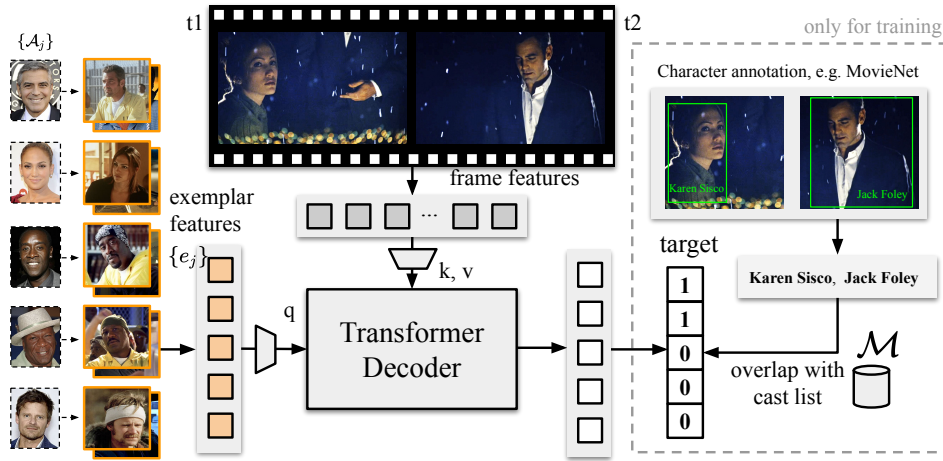 t1
t2
only for training
{𝒜ⱼ}
Character annotation, e.g. MovieNet
Karen Sisco
Jack Foley
frame features
exemplar
features
{eⱼ}
...
k, v
q
Transformer
Decoder
target
1
1
0
0
0
Karen Sisco, Jack Foley
ℳ
overlap with
cast list